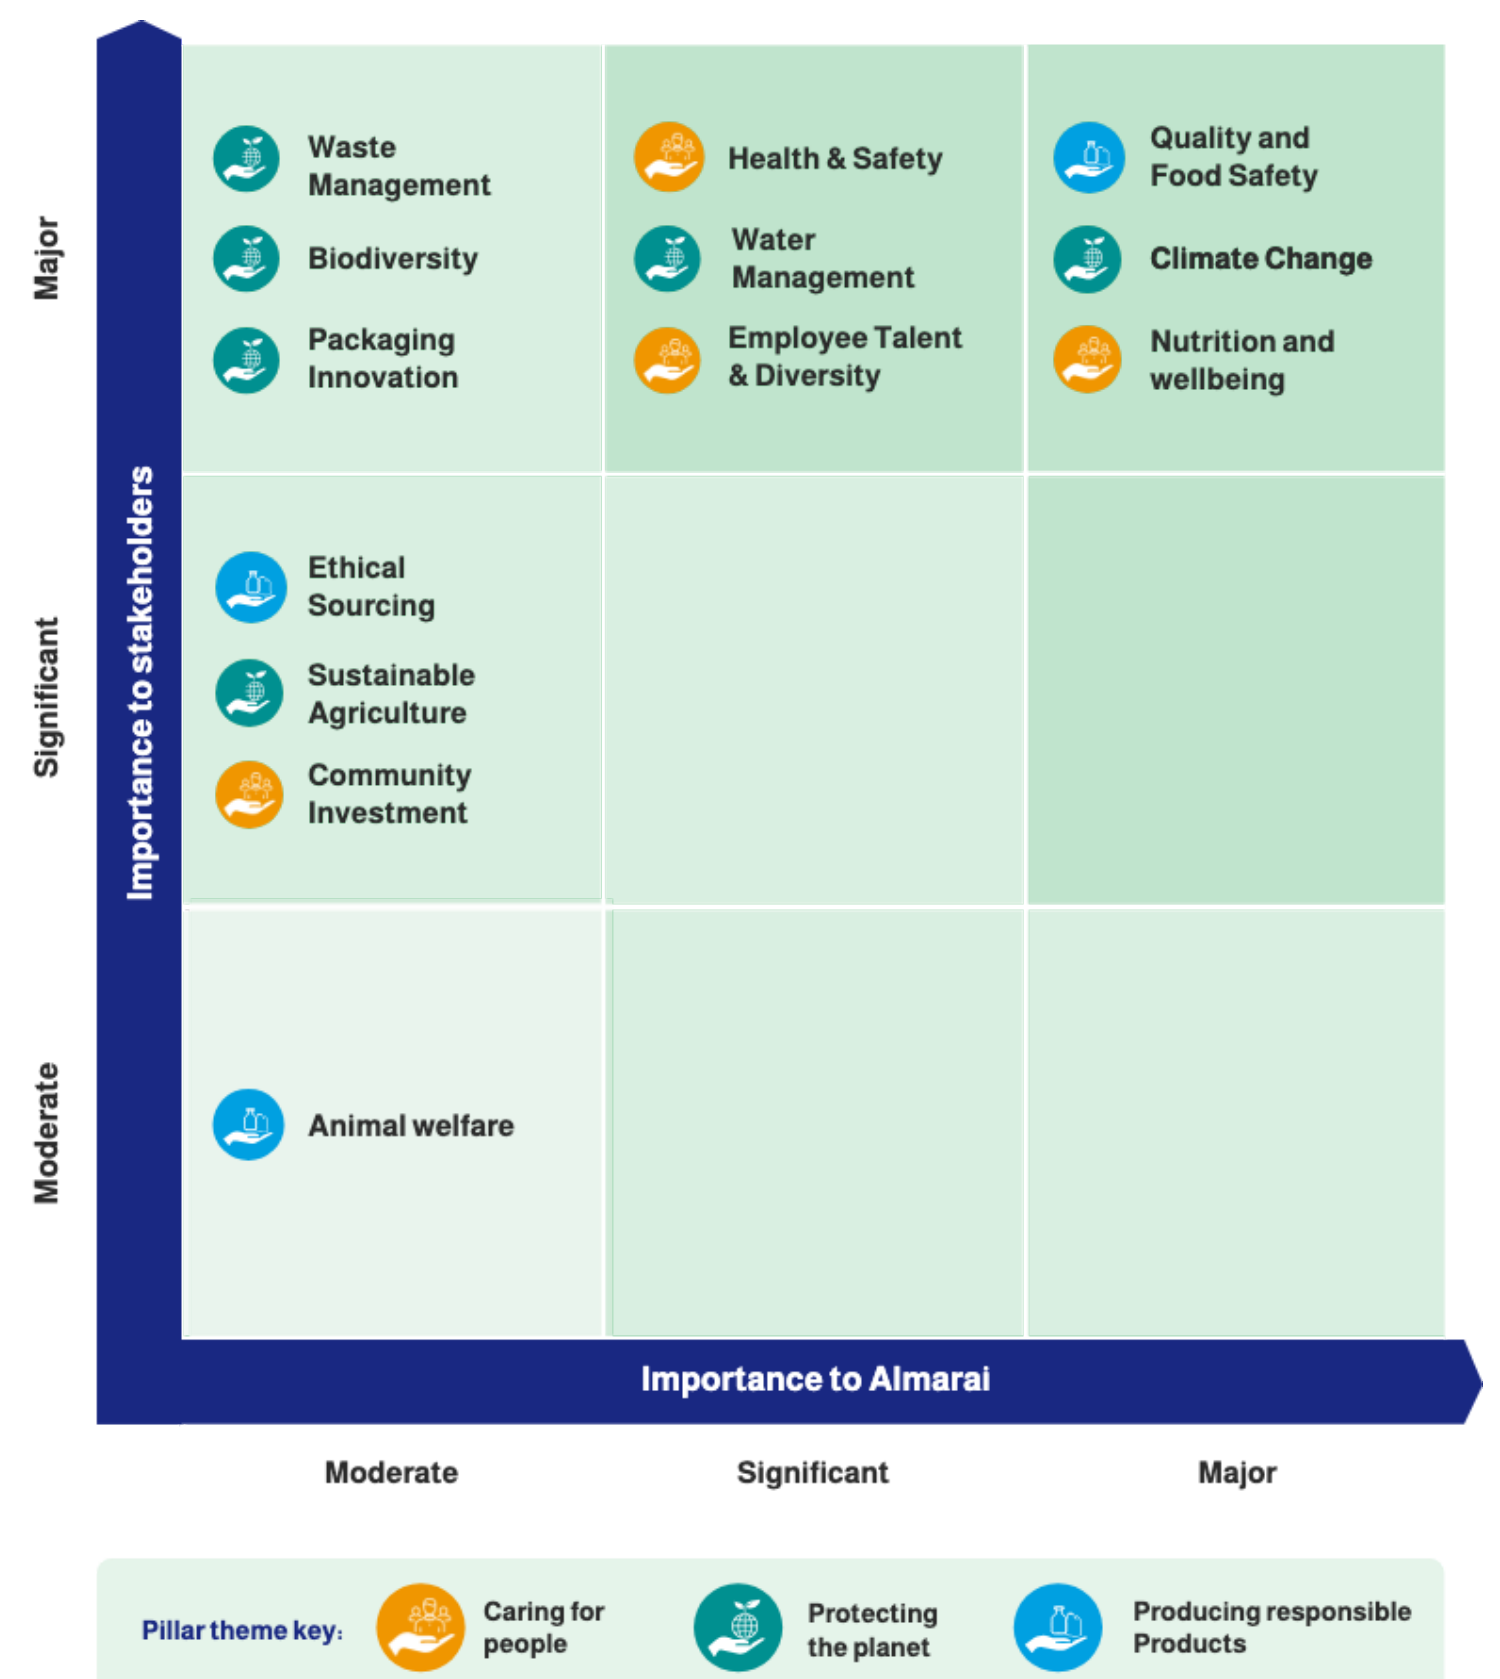 Major
Significant
Moderate
Importance to stakeholders
Waste
Management
Biodiversity
Packaging
Innovation
Health & Safety
Water
Management
Employee Talent
& Diversity
Quality and
Food Safety
Climate Change
Nutrition and
wellbeing
Ethical
Sourcing
Sustainable
Agriculture
Community
Investment
Animal welfare
Importance to Almarai
Moderate
Significant
Major
Pillar theme key:
Caring for
people
Protecting
the planet
Producing responsible
Products